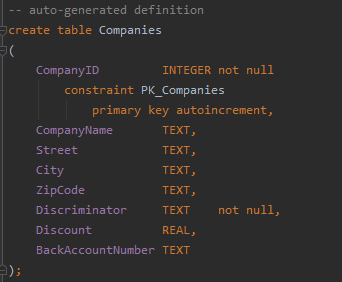 -- auto-generated definition
create table Companies
(
    CompanyID         INTEGER not null
        constraint PK_Companies
            primary key autoincrement,
    CompanyName       TEXT,
    Street            TEXT,
    City              TEXT,
    ZipCode           TEXT,
    Discriminator     TEXT    not null,
    Discount          REAL,
    BackAccountNumber TEXT
);